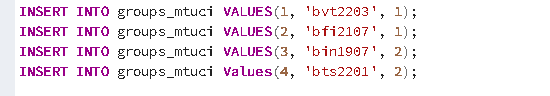 INSERT INTO groups_mtuci VALUES(1, 'bvt2203', 1);
INSERT INTO groups_mtuci VALUES(2, 'bfi2107', 1);
INSERT INTO groups_mtuci VALUES(3, 'bin1907', 2);
INSERT INTO groups_mtuci Values(4, 'bts2201', 2);